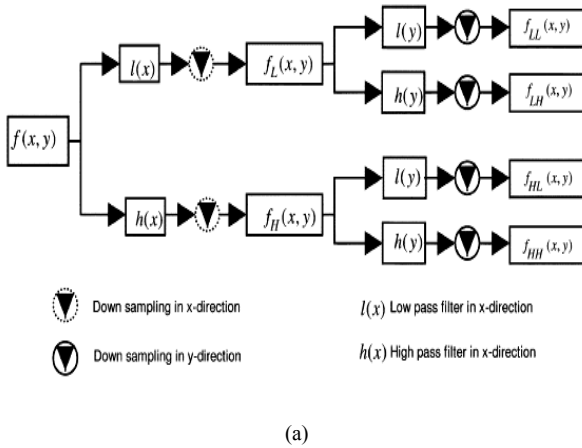 f(x,y)
l(x)
f_L(x,y)
l(y)
f_LL(x,y)
h(y)
f_LH(x,y)
h(x)
f_H(x,y)
l(y)
f_HL(x,y)
h(y)
f_HH(x,y)
Down sampling in x-direction
l(x) Low pass filter in x-direction
Down sampling in y-direction
h(x) High pass filter in x-direction
(a)